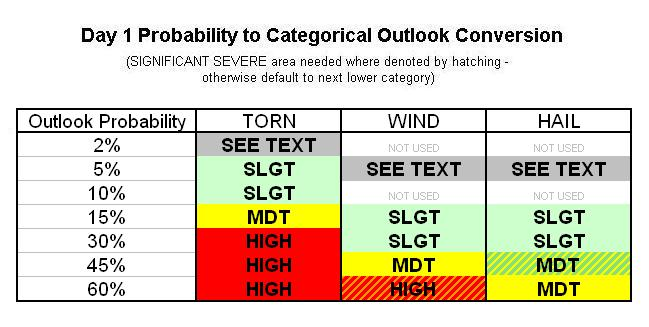 Day 1 Probability to Categorical Outlook Conversion
(SIGNIFICANT SEVERE area needed where denoted by hatching -
otherwise default to next lower category)
Outlook Probability TORN WIND HAIL
2% SEE TEXT NOT USED NOT USED
5% SLGT SEE TEXT SEE TEXT
10% SLGT NOT USED NOT USED
15% MDT SLGT SLGT
30% HIGH SLGT SLGT
45% HIGH MDT MDT
60% HIGH HIGH MDT